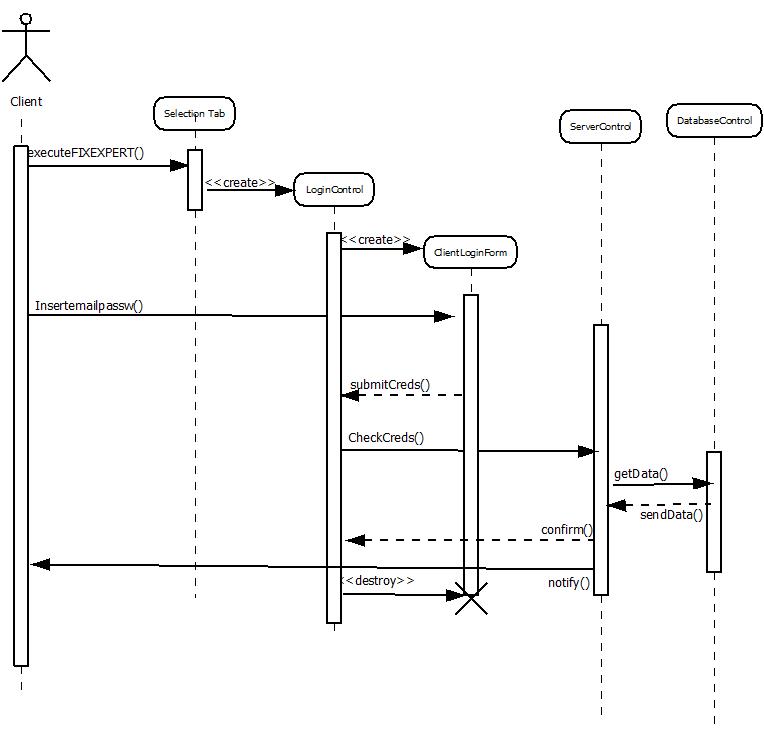 Client
Selection Tab
ServerControl
DatabaseControl
executeFIXEXPERT()
<<create>>
LoginControl
<<create>>
ClientLoginForm
Insertemailpassw()
submitCreds()
CheckCreds()
getData()
sendData()
confirm()
<<destroy>>
notify()